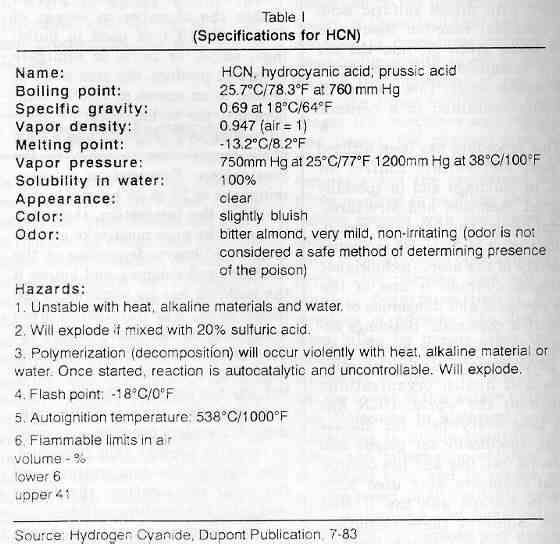 Table I
(Specifications for HCN)
Name: HCN, hydrocyanic acid; prussic acid
Boiling point: 25.7°C/78.3°F at 760 mm Hg
Specific gravity: 0.69 at 18°C/64°F
Vapor density: 0.947 (air = 1)
Melting point: -13.2°C/8.2°F
Vapor pressure: 750mm Hg at 25°C/77°F 1200mm Hg at 38°C/100°F
Solubility in water: 100%
Appearance: clear
Color: slightly bluish
Odor: bitter almond, very mild, non-irritating (odor is not
considered a safe method of determining presence
of the poison)
Hazards:
1. Unstable with heat, alkaline materials and water.
2. Will explode if mixed with 20% sulfuric acid.
3. Polymerization (decomposition) will occur violently with heat, alkaline material or
water. Once started, reaction is autocatalytic and uncontrollable. Will explode.
4. Flash point: -18°C/0°F
5. Autoignition temperature: 538°C/1000°F
6. Flammable limits in air
volume - %
lower 6
upper 41
Source: Hydrogen Cyanide, Dupont Publication, 7-83